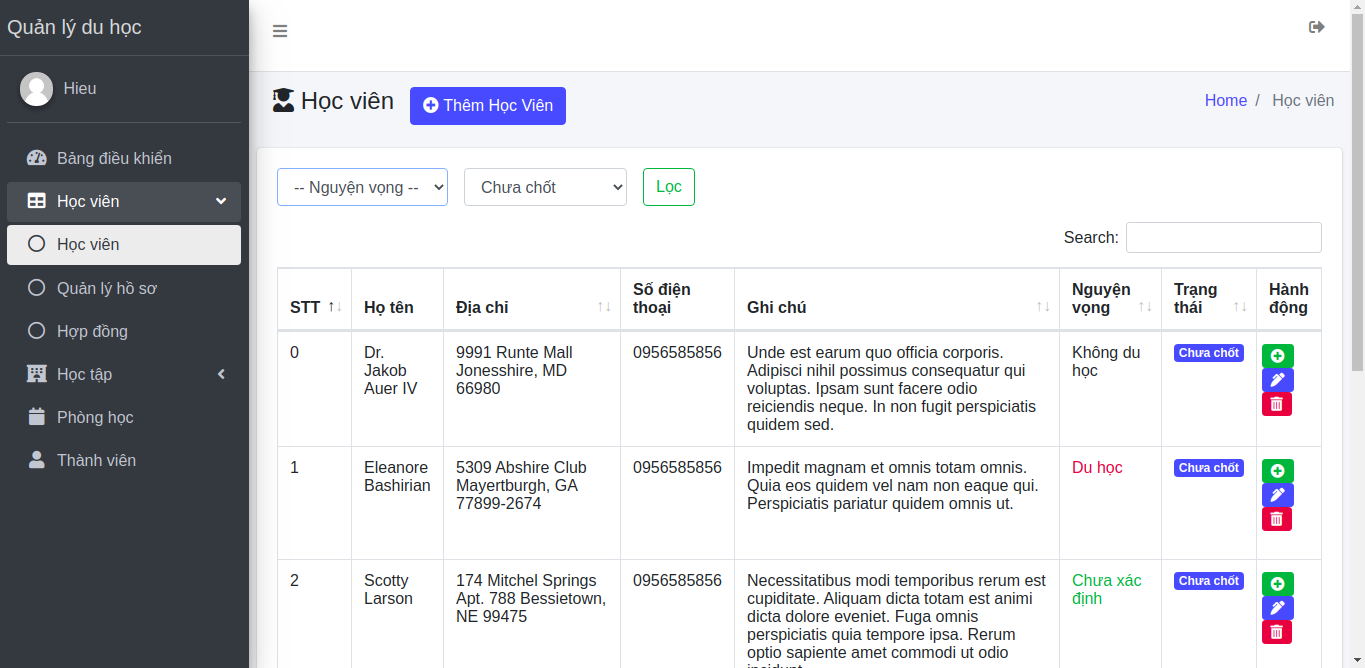 Quản lý du học
Hieu
Bảng điều khiển
Học viên
Học viên
Quản lý hồ sơ
Hợp đồng
Học tập
Phòng học
Thành viên
Học viên
Thêm Học Viên
Home / Học viên
-- Nguyện vọng --
Chưa chốt
Lọc
Search:
STT
Họ tên
Địa chỉ
Số điện
thoại
Ghi chú
Nguyện
vọng
Trạng
thái
Hành
động
0
Dr.
Jakob
Auer IV
9991 Runte Mall
Jonesshire, MD
66980
0956585856
Unde est earum quo officia corporis.
Adipisci nihil possimus consequatur qui
voluptas. Ipsam sunt facere odio
reiciendis neque. In non fugit perspiciatis
quidem sed.
Không du
học
Chưa chốt
1
Eleanore
Bashirian
5309 Abshire Club
Mayertburgh, GA
77899-2674
0956585856
Impedit magnam et omnis totam omnis.
Quia eos quidem vel nam non eaque qui.
Perspiciatis pariatur quidem omnis ut.
Du học
Chưa chốt
2
Scotty
Larson
174 Mitchel Springs
Apt. 788 Bessietown,
NE 99475
0956585856
Necessitatibus modi temporibus rerum est
cupiditate. Aliquam dicta totam est animi
dicta dolore eveniet. Fuga omnis
perspiciatis quia tempore ipsa. Rerum
optio sapiente amet commodi ut odio
Chưa xác
định
Chưa chốt